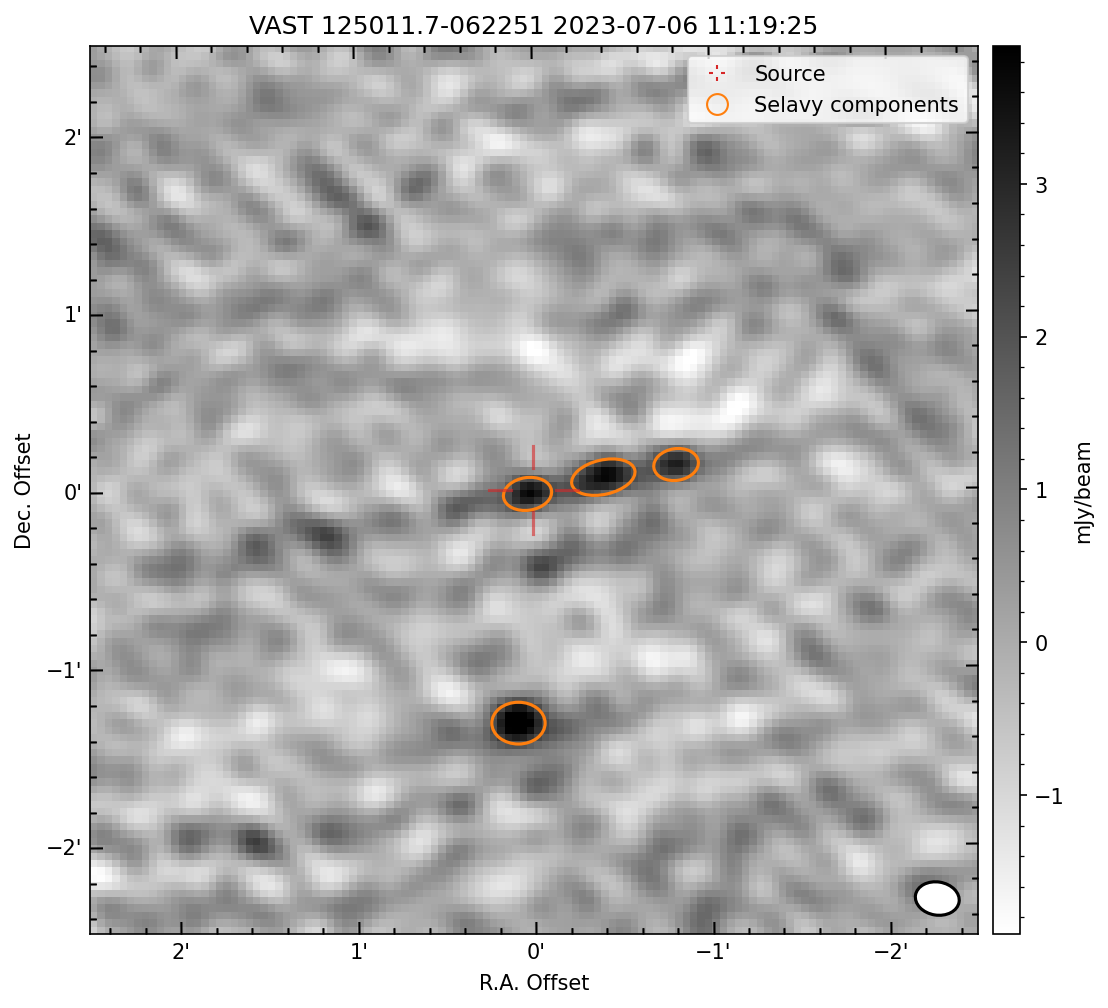 VAST 125011.7-062251 2023-07-06 11:19:25
Source
Selavy components
2'
1'
0'
−1'
−2'
Dec. Offset
2'
1'
0'
−1'
−2'
R.A. Offset
3
2
1
0
−1
mJy/beam